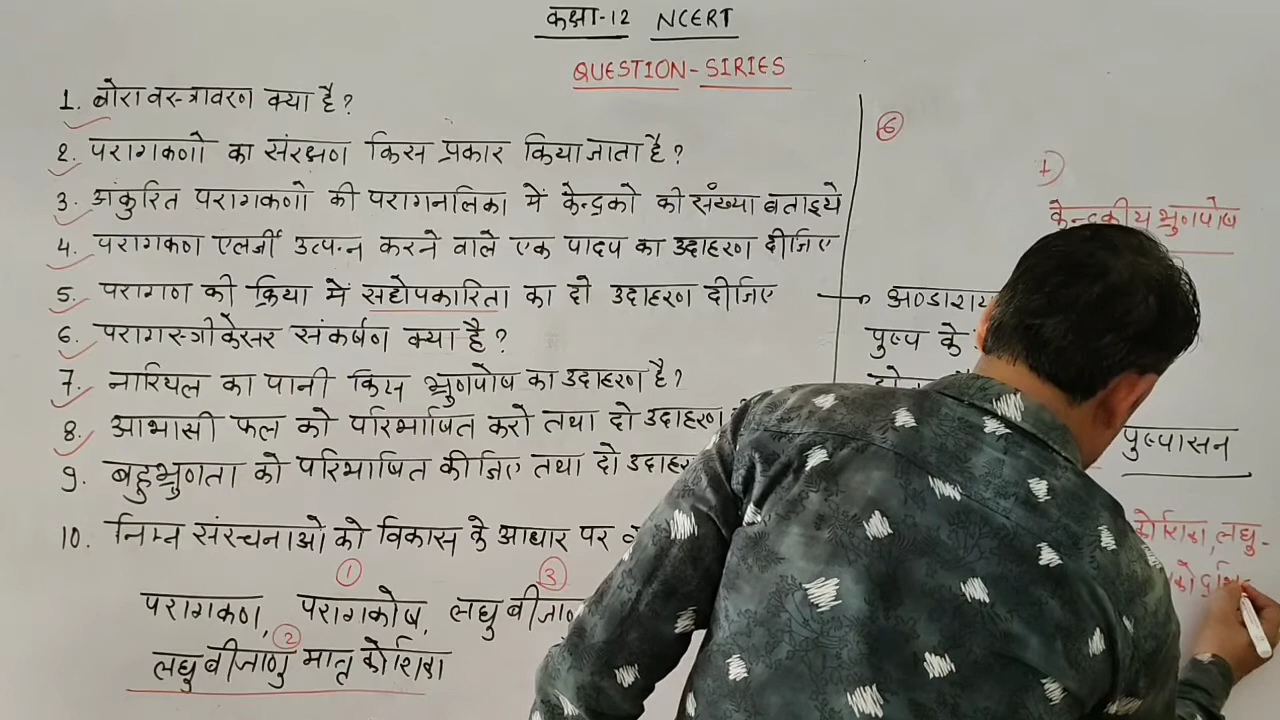 कक्षा-12 NCERT
QUESTION-SIRIES
1. बोरा वस्त्रावरण क्या है?
2. परागकणो का संरक्षण किस प्रकार किया जाता है?
3. अंकुरित परागकणो की परागनलिका में केन्द्रको की संख्या बताइये
4. परागकण एलर्जी उत्पन्न करने वाले एक पादप का उदाहरण दीजिए
5. परागण की क्रिया में सहोपकारिता का दो उदाहरण दीजिए
6. परागस्त्रीकेसर संकर्षण क्या है?
7. नारियल का पानी किस भ्रुणपोष का उदाहरण है?
8. आभासी फल को परिभाषित करो तथा दो उदाहरण
9. बहुभ्रुणता को परिभाषित कीजिए तथा दो उदाहर
10. निम्न संरचनाओ को विकास के आधार पर
1 3
परागकण, परागकोष, लघु बीजाणु
2
लघु बीजाणु मातृ कोशिका
6
7
केन्द्रकीय भ्रुणपोष
अण्डाशय
पुष्प के
पुष्पासन
कोशिका, लघु-